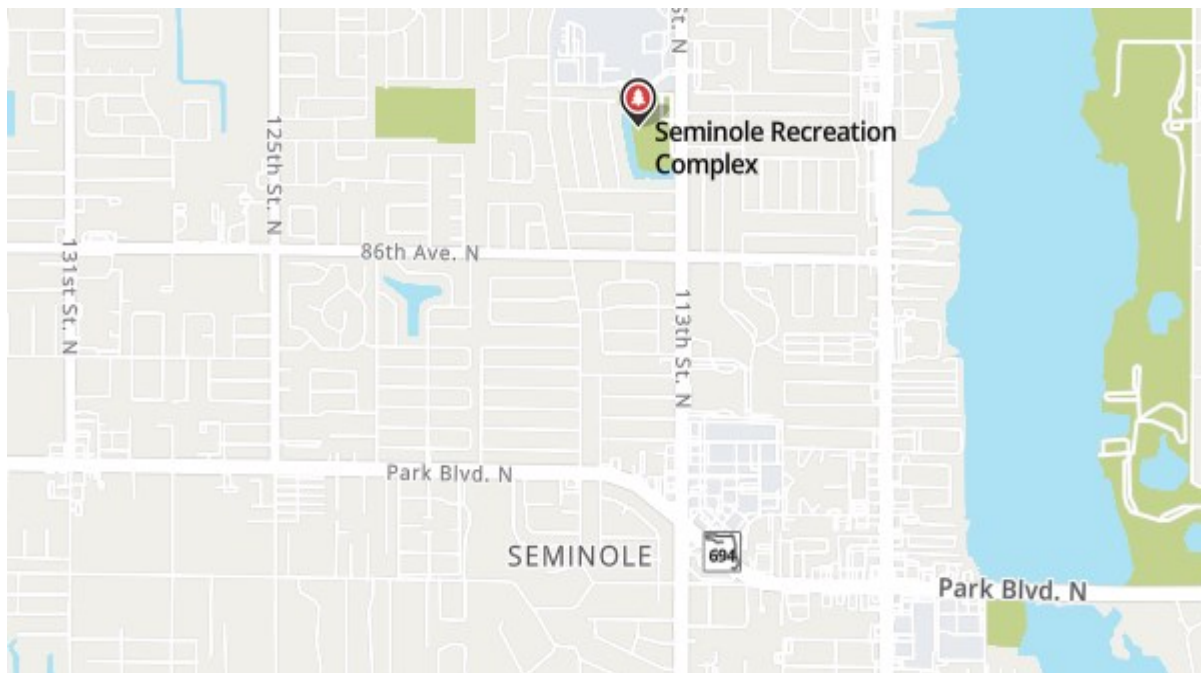 St. N
Seminole Recreation
Complex
125th St. N
86th Ave. N
131st St. N
113th St. N
Park Blvd. N
SEMINOLE
694
Park Blvd. N